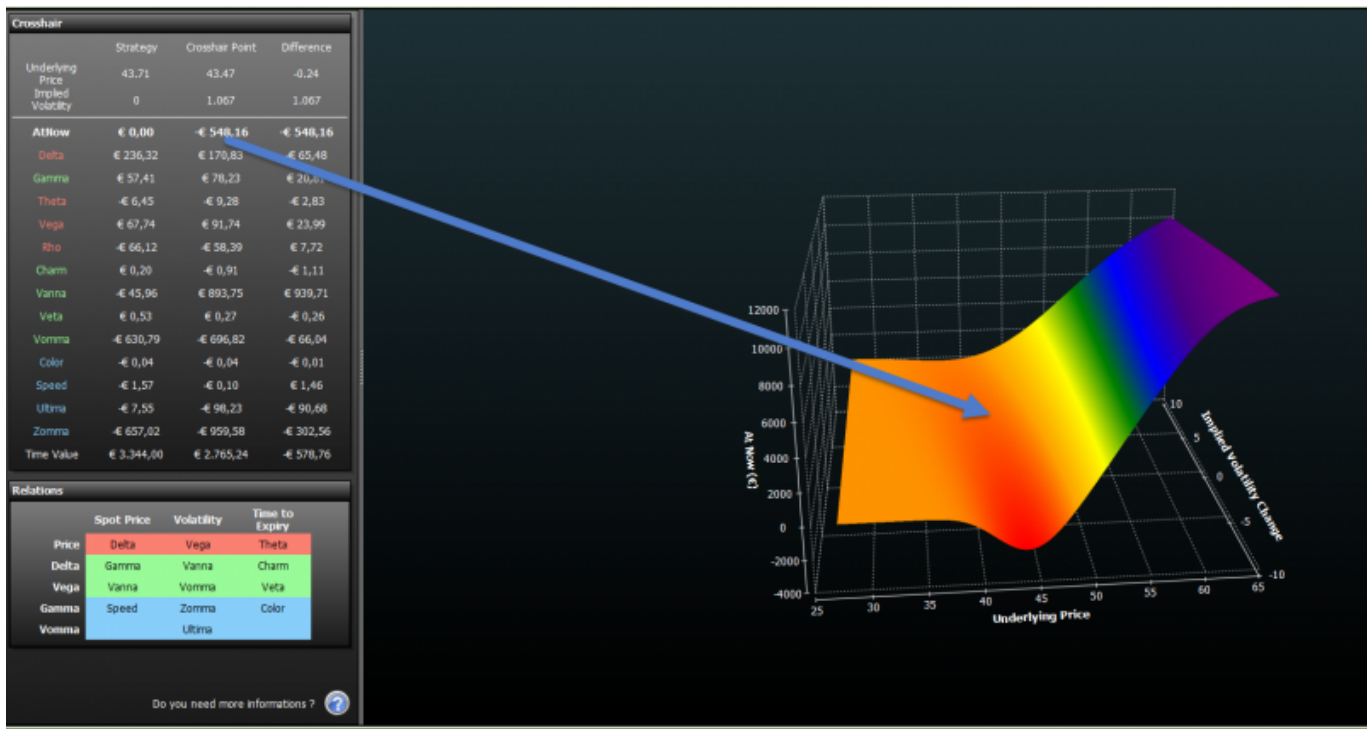 Crosshair
Strategy Crosshair Point Difference
Underlying Price 43.71 43.47 -0.24
Implied Volatility 0 1.067 1.067
AtNow € 0,00 -€ 548,16 -€ 548,16
Delta € 236,32 € 170,83 -€ 65,48
Gamma € 57,41 € 78,23 € 20,81
Theta -€ 6,45 -€ 9,28 -€ 2,83
Vega € 67,74 € 91,74 € 23,99
Rho -€ 66,12 -€ 58,39 € 7,72
Charm € 0,20 -€ 0,91 -€ 1,11
Vanna -€ 45,96 € 893,75 € 939,71
Veta € 0,53 € 0,27 -€ 0,26
Vomma -€ 630,79 -€ 696,82 -€ 66,04
Color -€ 0,04 -€ 0,04 -€ 0,01
Speed -€ 1,57 -€ 0,10 € 1,46
Ultima -€ 7,55 -€ 98,23 -€ 90,68
Zomma -€ 657,02 -€ 959,58 -€ 302,56
Time Value € 3.344,00 € 2.765,24 -€ 578,76
Relations
Spot Price Volatility Time to Expiry
Price Delta Vega Theta
Delta Gamma Vanna Charm
Vega Vanna Vomma Veta
Gamma Speed Zomma Color
Vomma Ultima
Do you need more informations ? ?
12000
10000
8000
6000
4000
2000
0
-2000
-4000
At Now (€)
25 30 35 40 45 50 55 60 65
Underlying Price
10
5
0
-5
-10
Implied Volatility Change